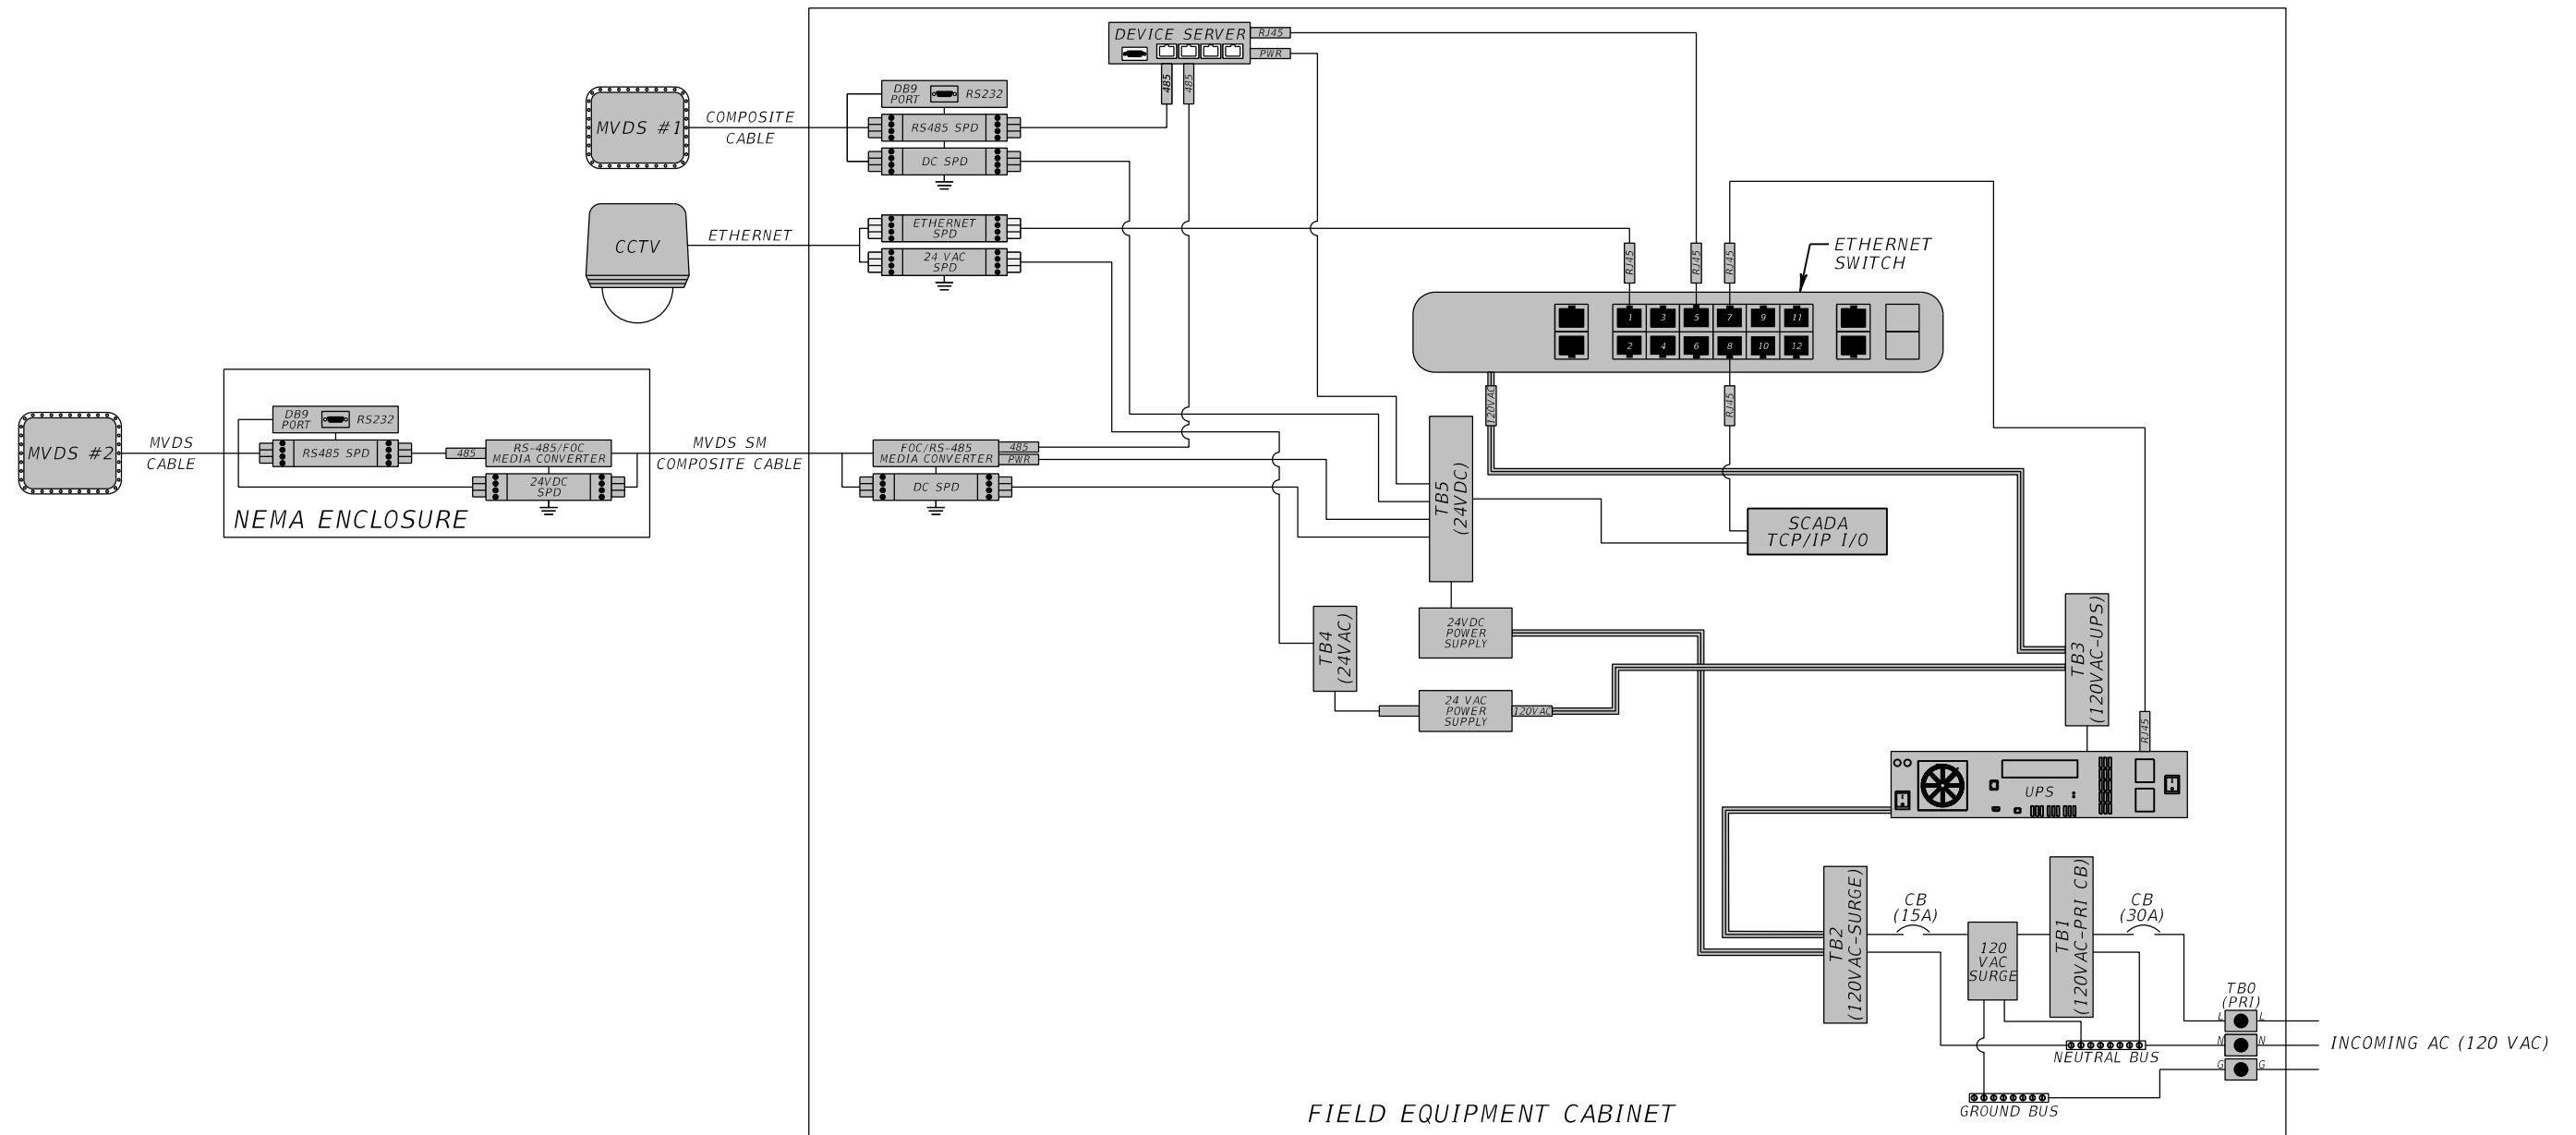 DEVICE SERVER
RJ45
PWR
485
485
DB9
PORT
RS232
RS485 SPD
DC SPD
MVDS #1
COMPOSITE
CABLE
CCTV
ETHERNET
ETHERNET
SPD
24 VAC
SPD
RJ45
RJ45
RJ45
ETHERNET
SWITCH
1
3
5
7
9
11
2
4
6
8
10
12
120VAC
RJ45
MVDS #2
MVDS
CABLE
DB9
PORT
RS232
RS485 SPD
485
RS-485/FOC
MEDIA CONVERTER
24VDC
SPD
NEMA ENCLOSURE
MVDS SM
COMPOSITE CABLE
FOC/RS-485
MEDIA CONVERTER
485
PWR
DC SPD
TB5
(24VDC)
SCADA
TCP/IP I/O
24VDC
POWER
SUPPLY
TB4
(24VAC)
24 VAC
POWER
SUPPLY
120VAC
TB3
(120VAC-UPS)
RJ45
UPS
TB2
(120VAC-SURGE)
CB
(15A)
120
VAC
SURGE
TB1
(120VAC-PRI CB)
CB
(30A)
TB0
(PRI)
L
L
N
N
G
G
INCOMING AC (120 VAC)
NEUTRAL BUS
GROUND BUS
FIELD EQUIPMENT CABINET